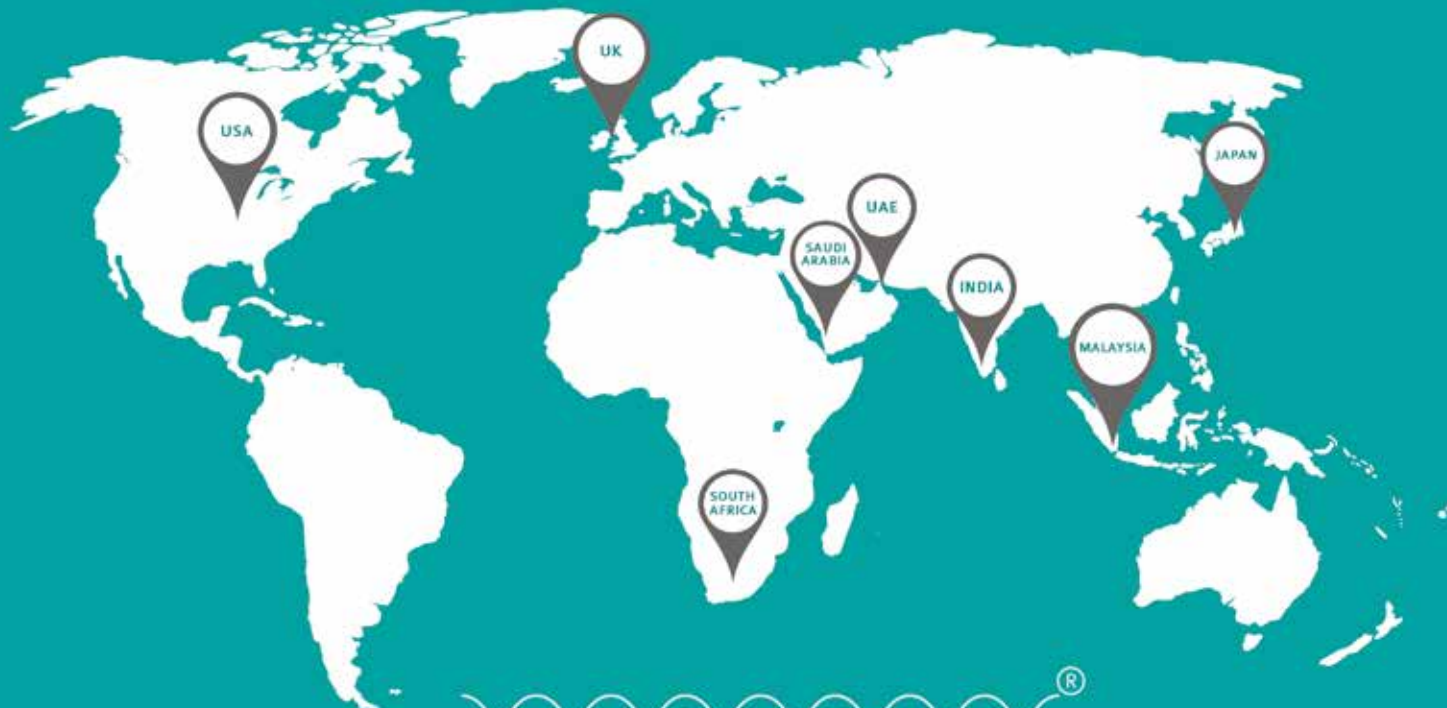 UK
USA
JAPAN
UAE
SAUDI
ARABIA
INDIA
MALAYSIA
SOUTH
AFRICA
®